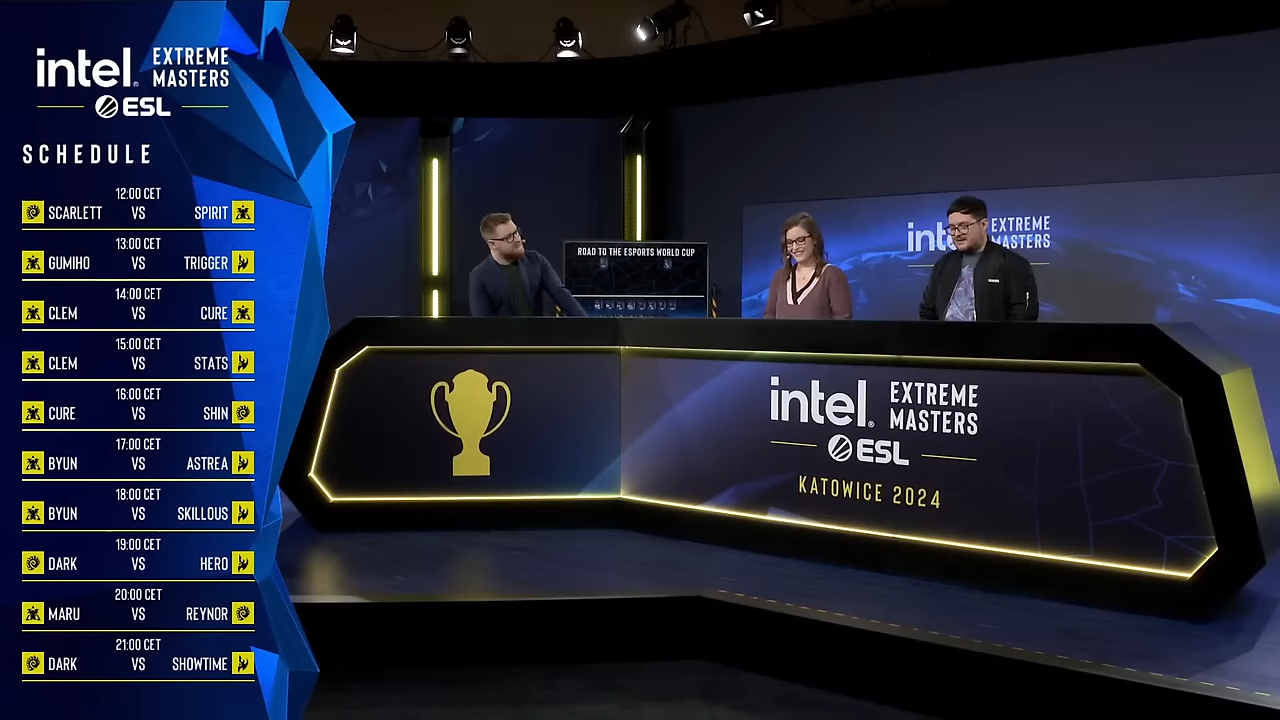 intel EXTREME
MASTERS
ESL
SCHEDULE
12:00 CET
SCARLETT VS SPIRIT
13:00 CET
GUMIHO VS TRIGGER
14:00 CET
CLEM VS CURE
15:00 CET
CLEM VS STATS
16:00 CET
CURE VS SHIN
17:00 CET
BYUN VS ASTREA
18:00 CET
BYUN VS SKILLOUS
19:00 CET
DARK VS HERO
20:00 CET
MARU VS REYNOR
21:00 CET
DARK VS SHOWTIME
ROAD TO THE ESPORTS WORLD CUP
EXTREME
MASTERS
intel EXTREME
MASTERS
ESL
KATOWICE 2024